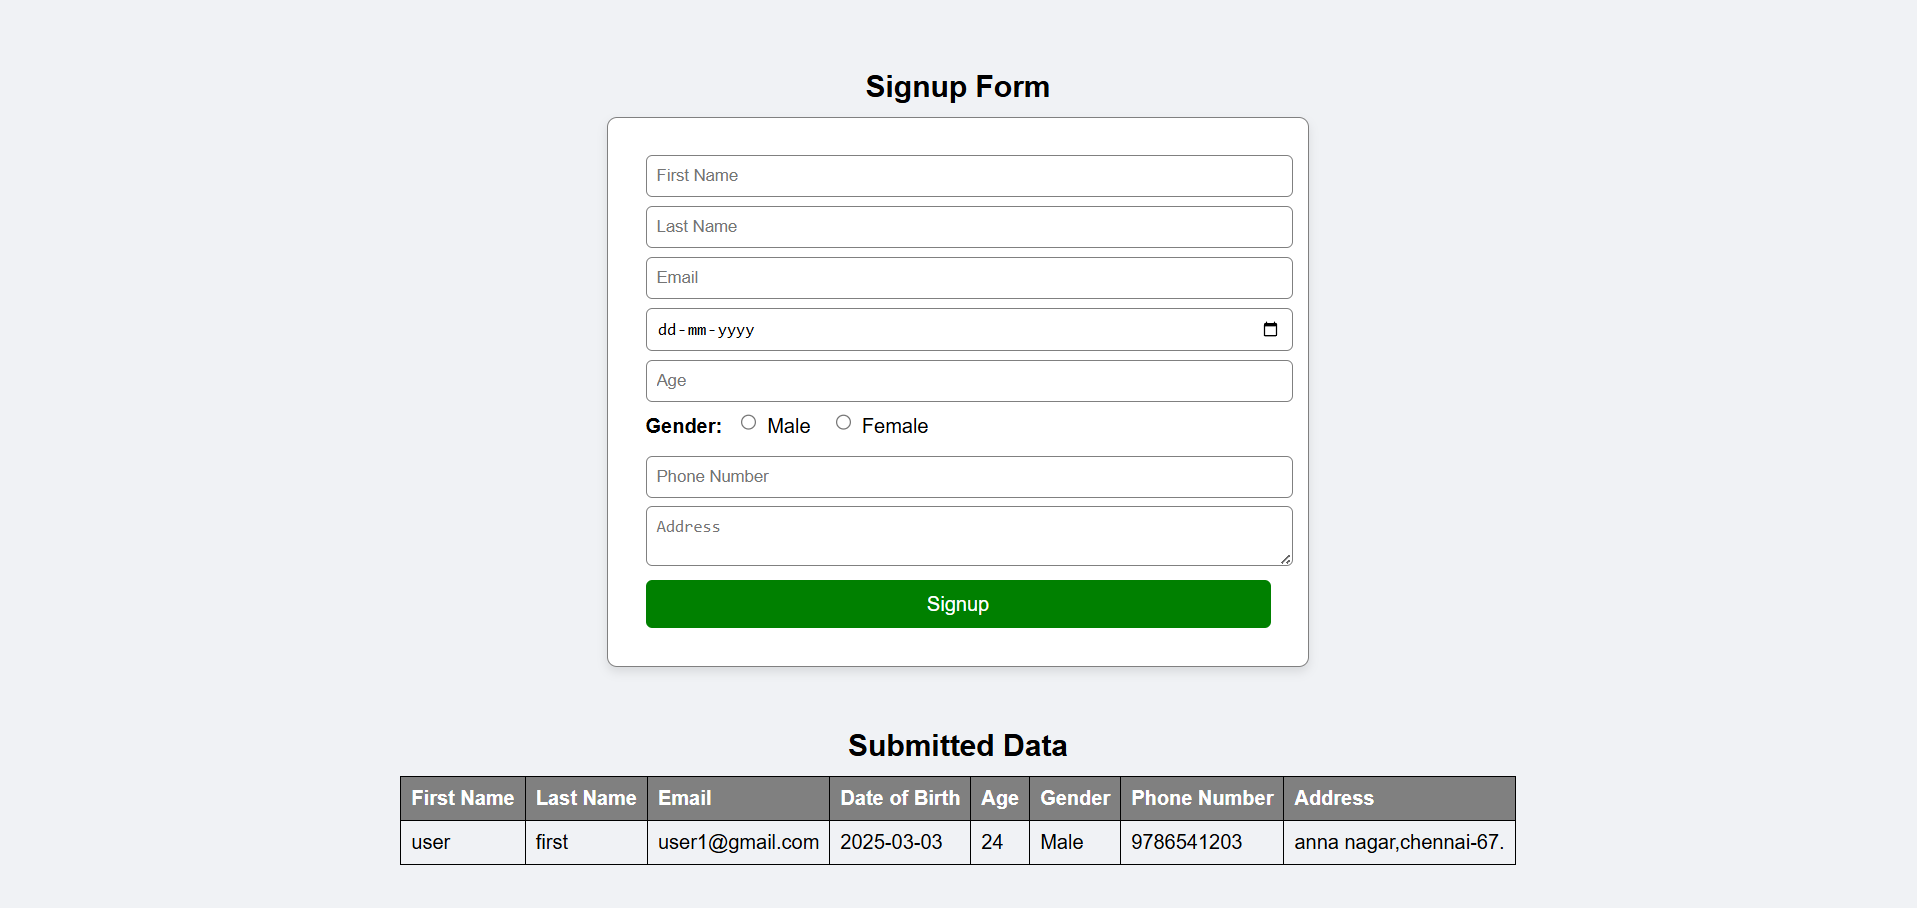 Signup Form
First Name
Last Name
Email
dd-mm-yyyy
Age
Gender: Male Female
Phone Number
Address
Signup
Submitted Data
First Name Last Name Email Date of Birth Age Gender Phone Number Address
user first user1@gmail.com 2025-03-03 24 Male 9786541203 anna nagar,chennai-67.